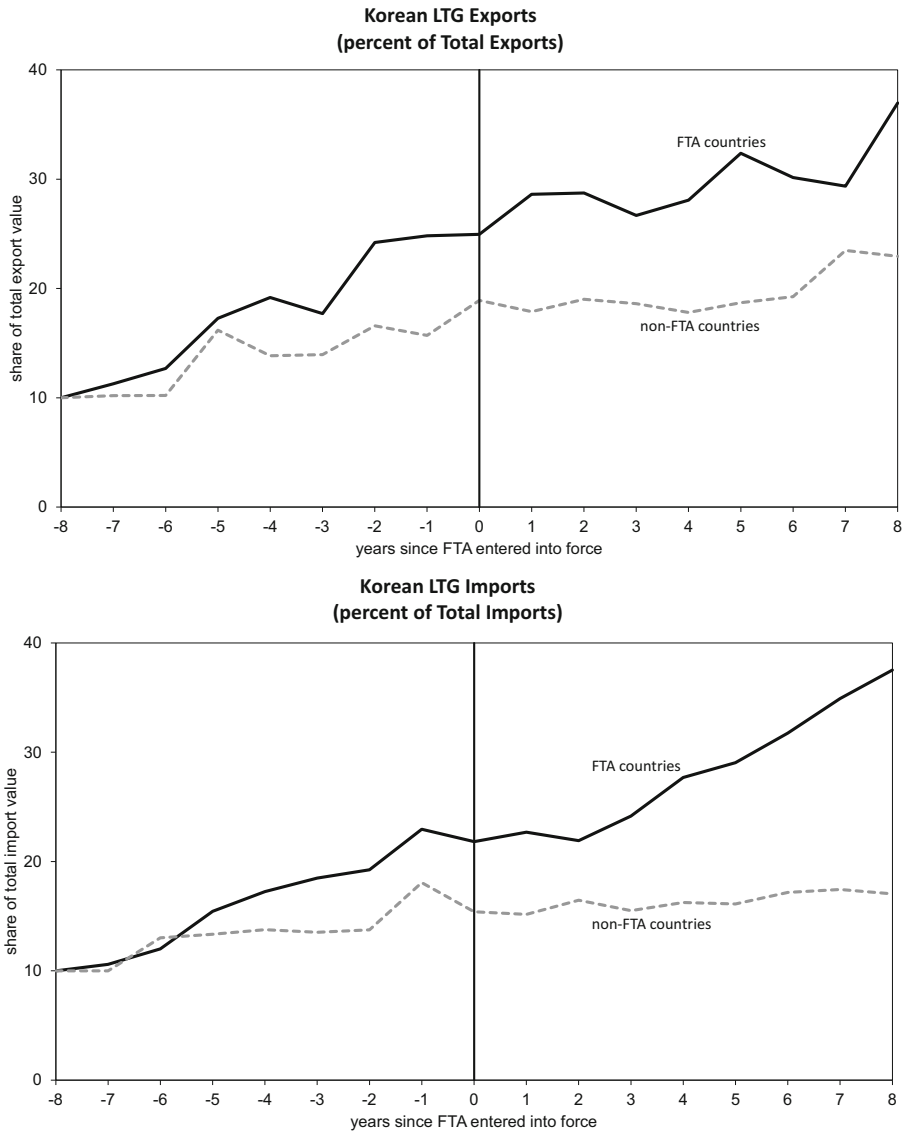 Korean LTG Exports
(percent of Total Exports)
40
30
20
10
0
share of total export value
FTA countries
non-FTA countries
-8 -7 -6 -5 -4 -3 -2 -1 0 1 2 3 4 5 6 7 8
years since FTA entered into force
Korean LTG Imports
(percent of Total Imports)
40
30
20
10
0
share of total import value
FTA countries
non-FTA countries
-8 -7 -6 -5 -4 -3 -2 -1 0 1 2 3 4 5 6 7 8
years since FTA entered into force